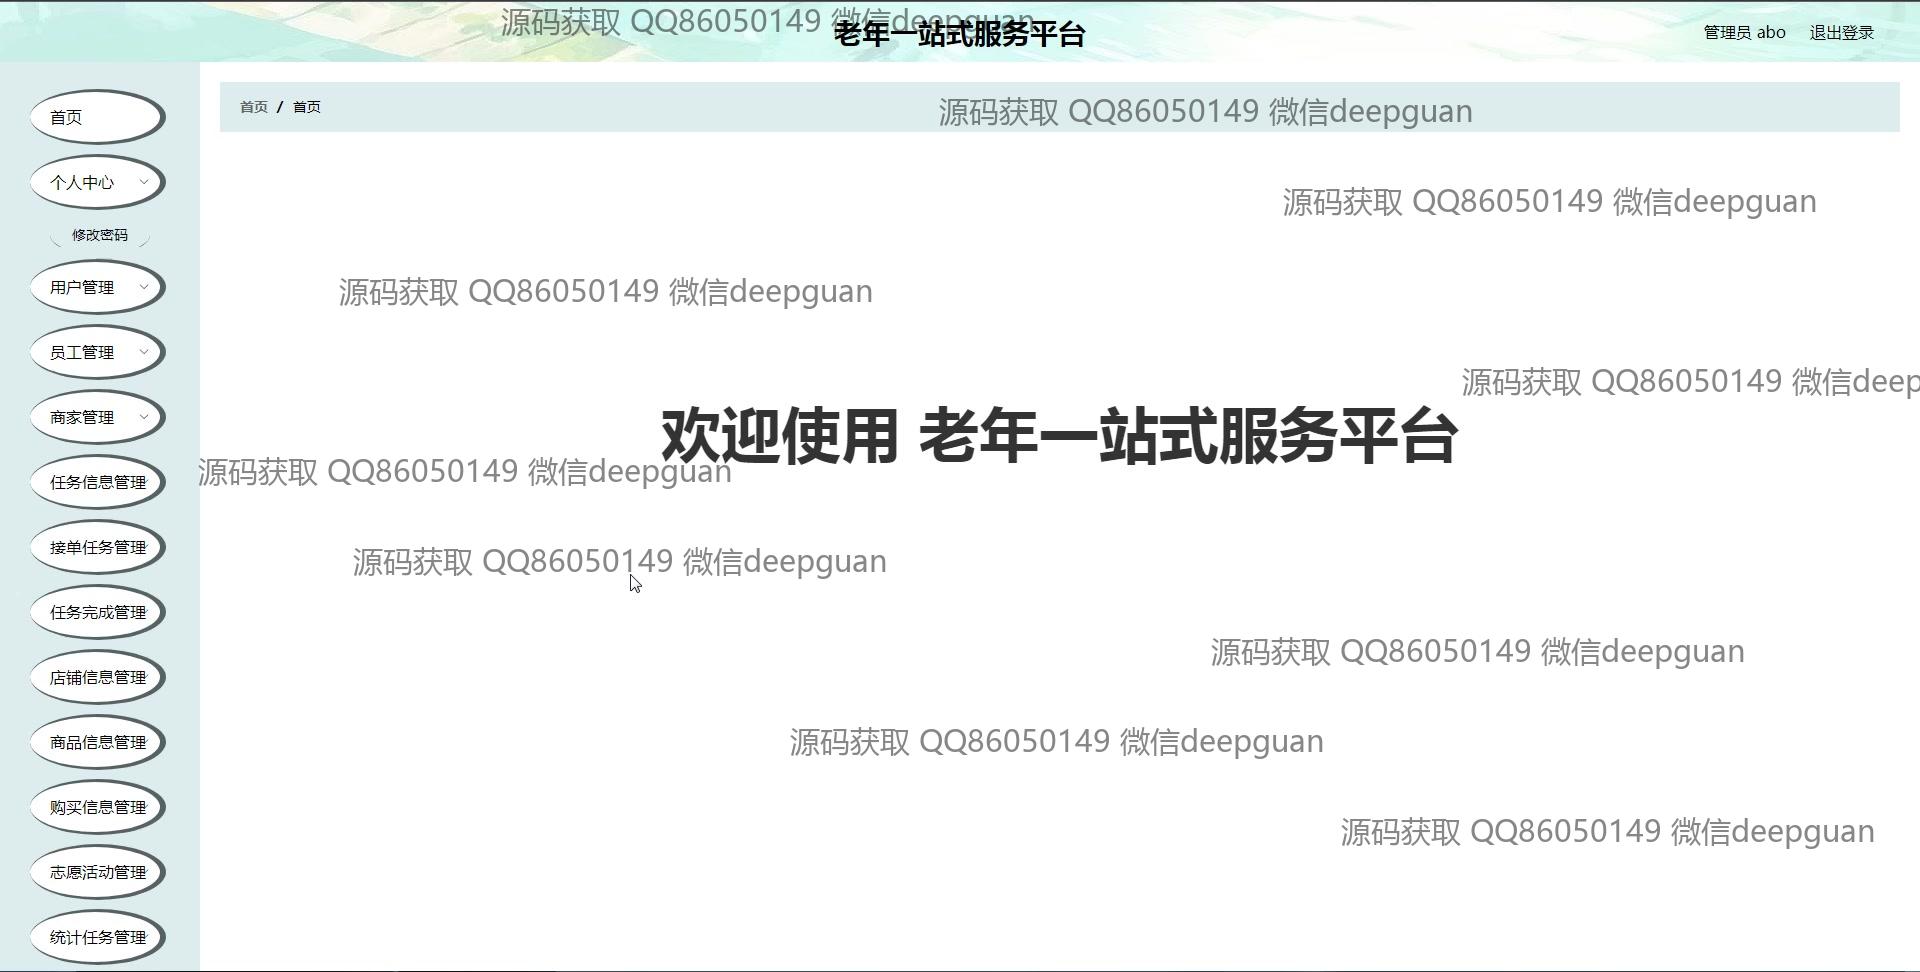 源码获取 QQ86050149 微信deepguan
老年一站式服务平台
管理员 abo 退出登录
首页 / 首页
源码获取 QQ86050149 微信deepguan
首页
个人中心
修改密码
用户管理
员工管理
商家管理
任务信息管理
接单任务管理
任务完成管理
店铺信息管理
商品信息管理
购买信息管理
志愿活动管理
统计任务管理
源码获取 QQ86050149 微信deepguan
源码获取 QQ86050149 微信deepguan
源码获取 QQ86050149 微信deep
欢迎使用 老年一站式服务平台
源码获取 QQ86050149 微信deepguan
源码获取 QQ86050149 微信deepguan
源码获取 QQ86050149 微信deepguan
源码获取 QQ86050149 微信deepguan
源码获取 QQ86050149 微信deepguan